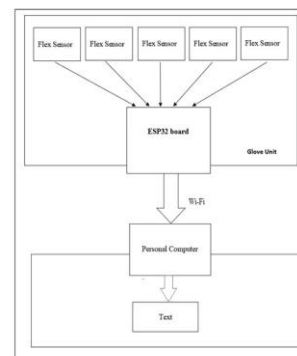 Flex Sensor Flex Sensor Flex Sensor Flex Sensor Flex Sensor
ESP32 board
Glove Unit
Wi-Fi
Personal Computer
Text